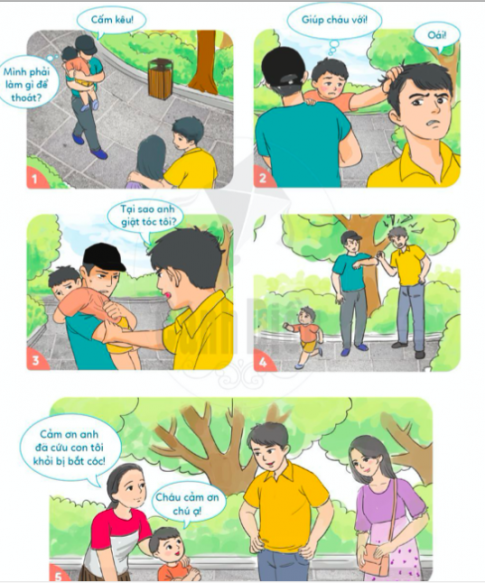 Cấm kêu!
Mình phải
làm gì để
thoát?
1
Giúp cháu với!
Oái!
2
Tại sao anh
giật tóc tôi?
3
4
Cảm ơn anh
đã cứu con tôi
khỏi bị bắt cóc!
Cháu cảm ơn
chú ạ!
5